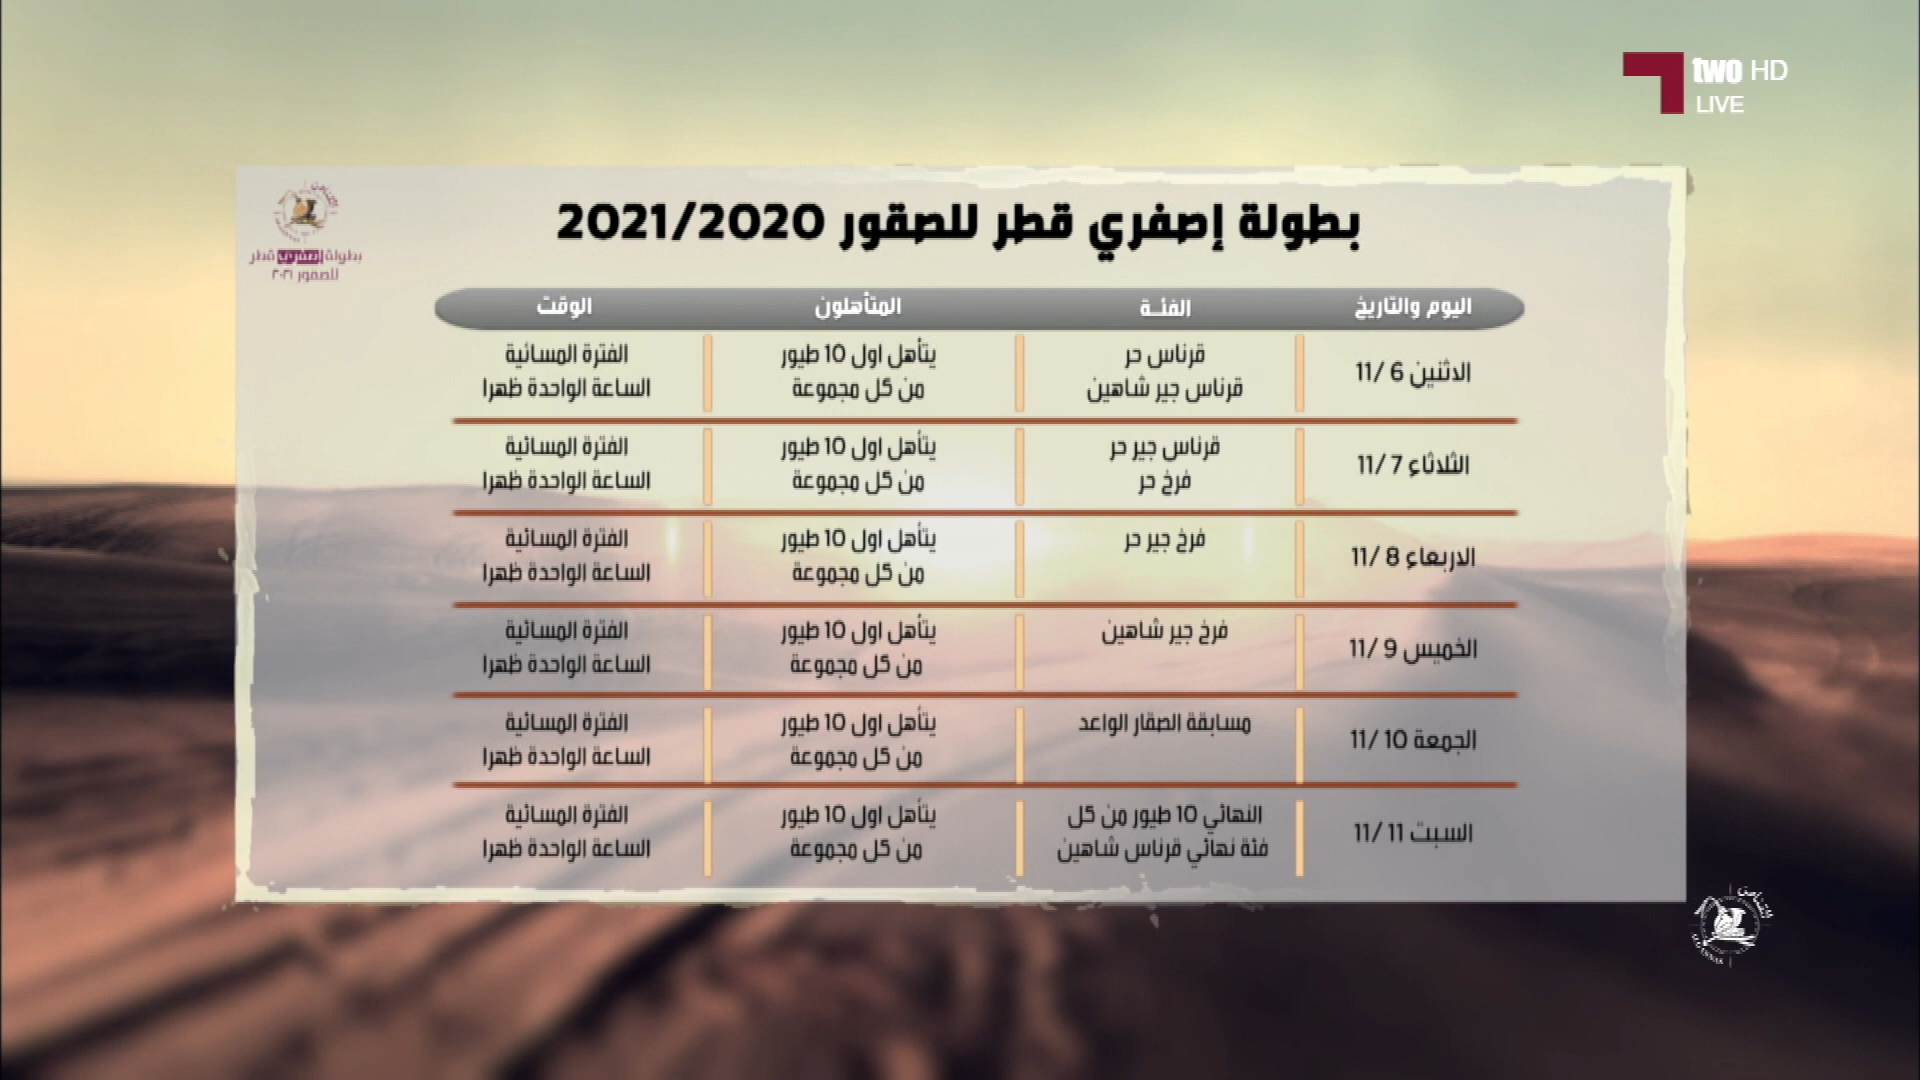 two HD
LIVE
بطولة إصفري قطر للصقور 2021/2020
بطولة إصفري قطر
للصقور ٢٠٢١
اليوم والتاريخ الفئـة المتأهلون الوقت
الاثنين 6 /11
قرناس حر
قرناس جير شاهين
يتأهل اول 10 طيور
من كل مجموعة
الفترة المسائية
الساعة الواحدة ظهرا
الثلاثاء 7 /11
قرناس جير حر
فرخ حر
يتأهل اول 10 طيور
من كل مجموعة
الفترة المسائية
الساعة الواحدة ظهرا
الاربعاء 8 /11
فرخ جير حر
يتأهل اول 10 طيور
من كل مجموعة
الفترة المسائية
الساعة الواحدة ظهرا
الخميس 9 /11
فرخ جير شاهين
يتأهل اول 10 طيور
من كل مجموعة
الفترة المسائية
الساعة الواحدة ظهرا
الجمعة 10 /11
مسابقة الصقار الواعد
يتأهل اول 10 طيور
من كل مجموعة
الفترة المسائية
الساعة الواحدة ظهرا
السبت 11 /11
النهائي 10 طيور من كل
فئة نهائي قرناس شاهين
يتأهل اول 10 طيور
من كل مجموعة
الفترة المسائية
الساعة الواحدة ظهرا
القناص
ALGANNAS